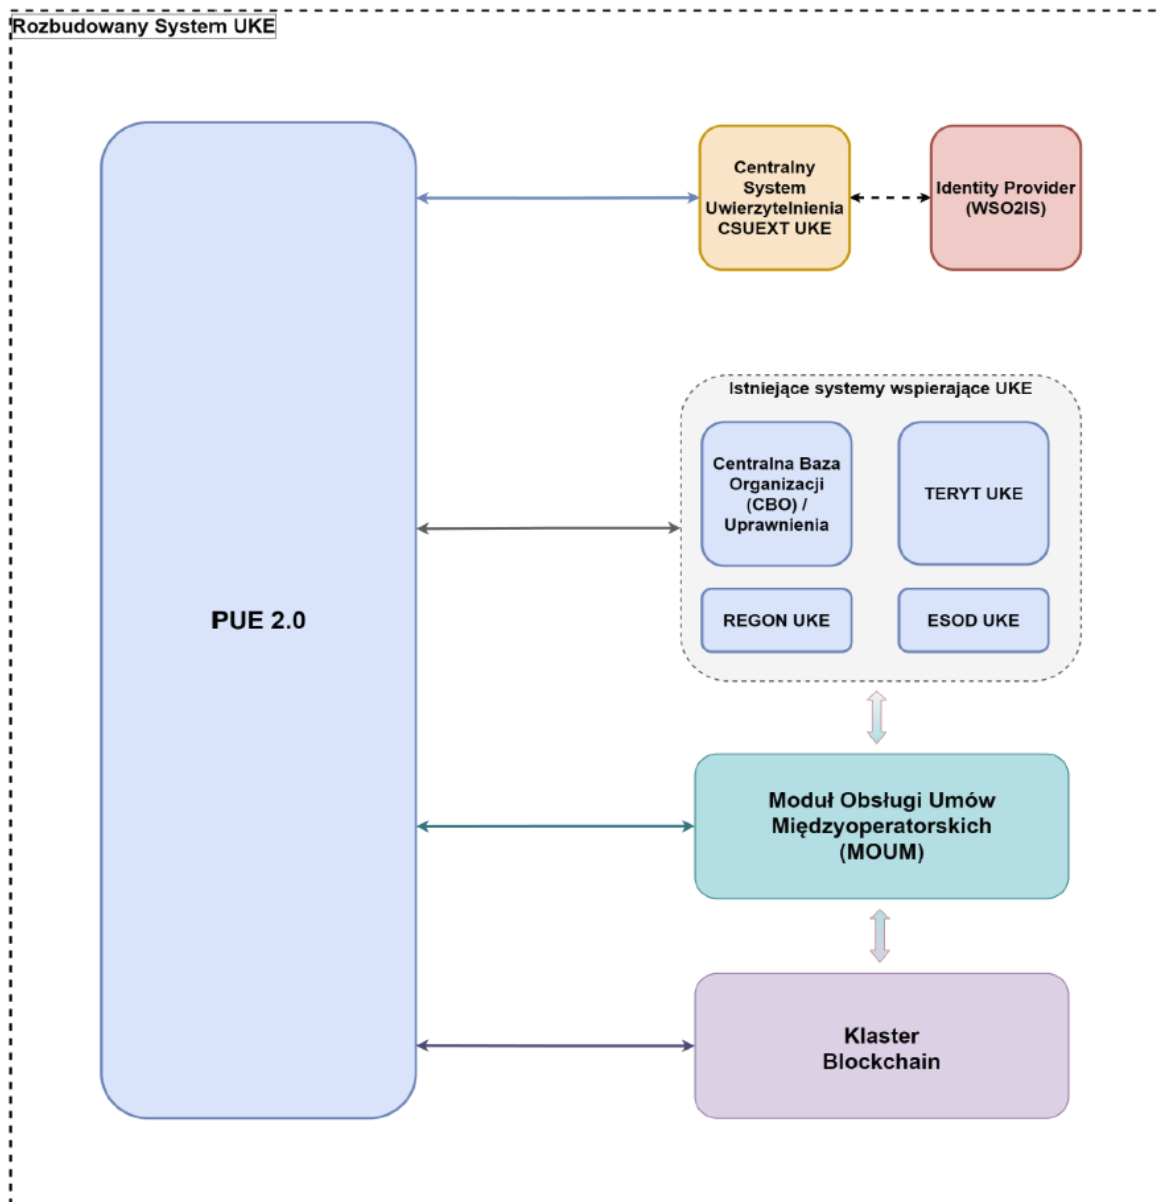 Rozbudowany System UKE
Centralny
System
Uwierzytelnienia
CSUEXT UKE
Identity Provider
(WSO2IS)
Istniejące systemy wspierające UKE
Centralna Baza
Organizacji
(CBO) /
Uprawnienia
TERYT UKE
REGON UKE
ESOD UKE
PUE 2.0
Moduł Obsługi Umów
Międzyoperatorskich
(MOUM)
Klaster
Blockchain